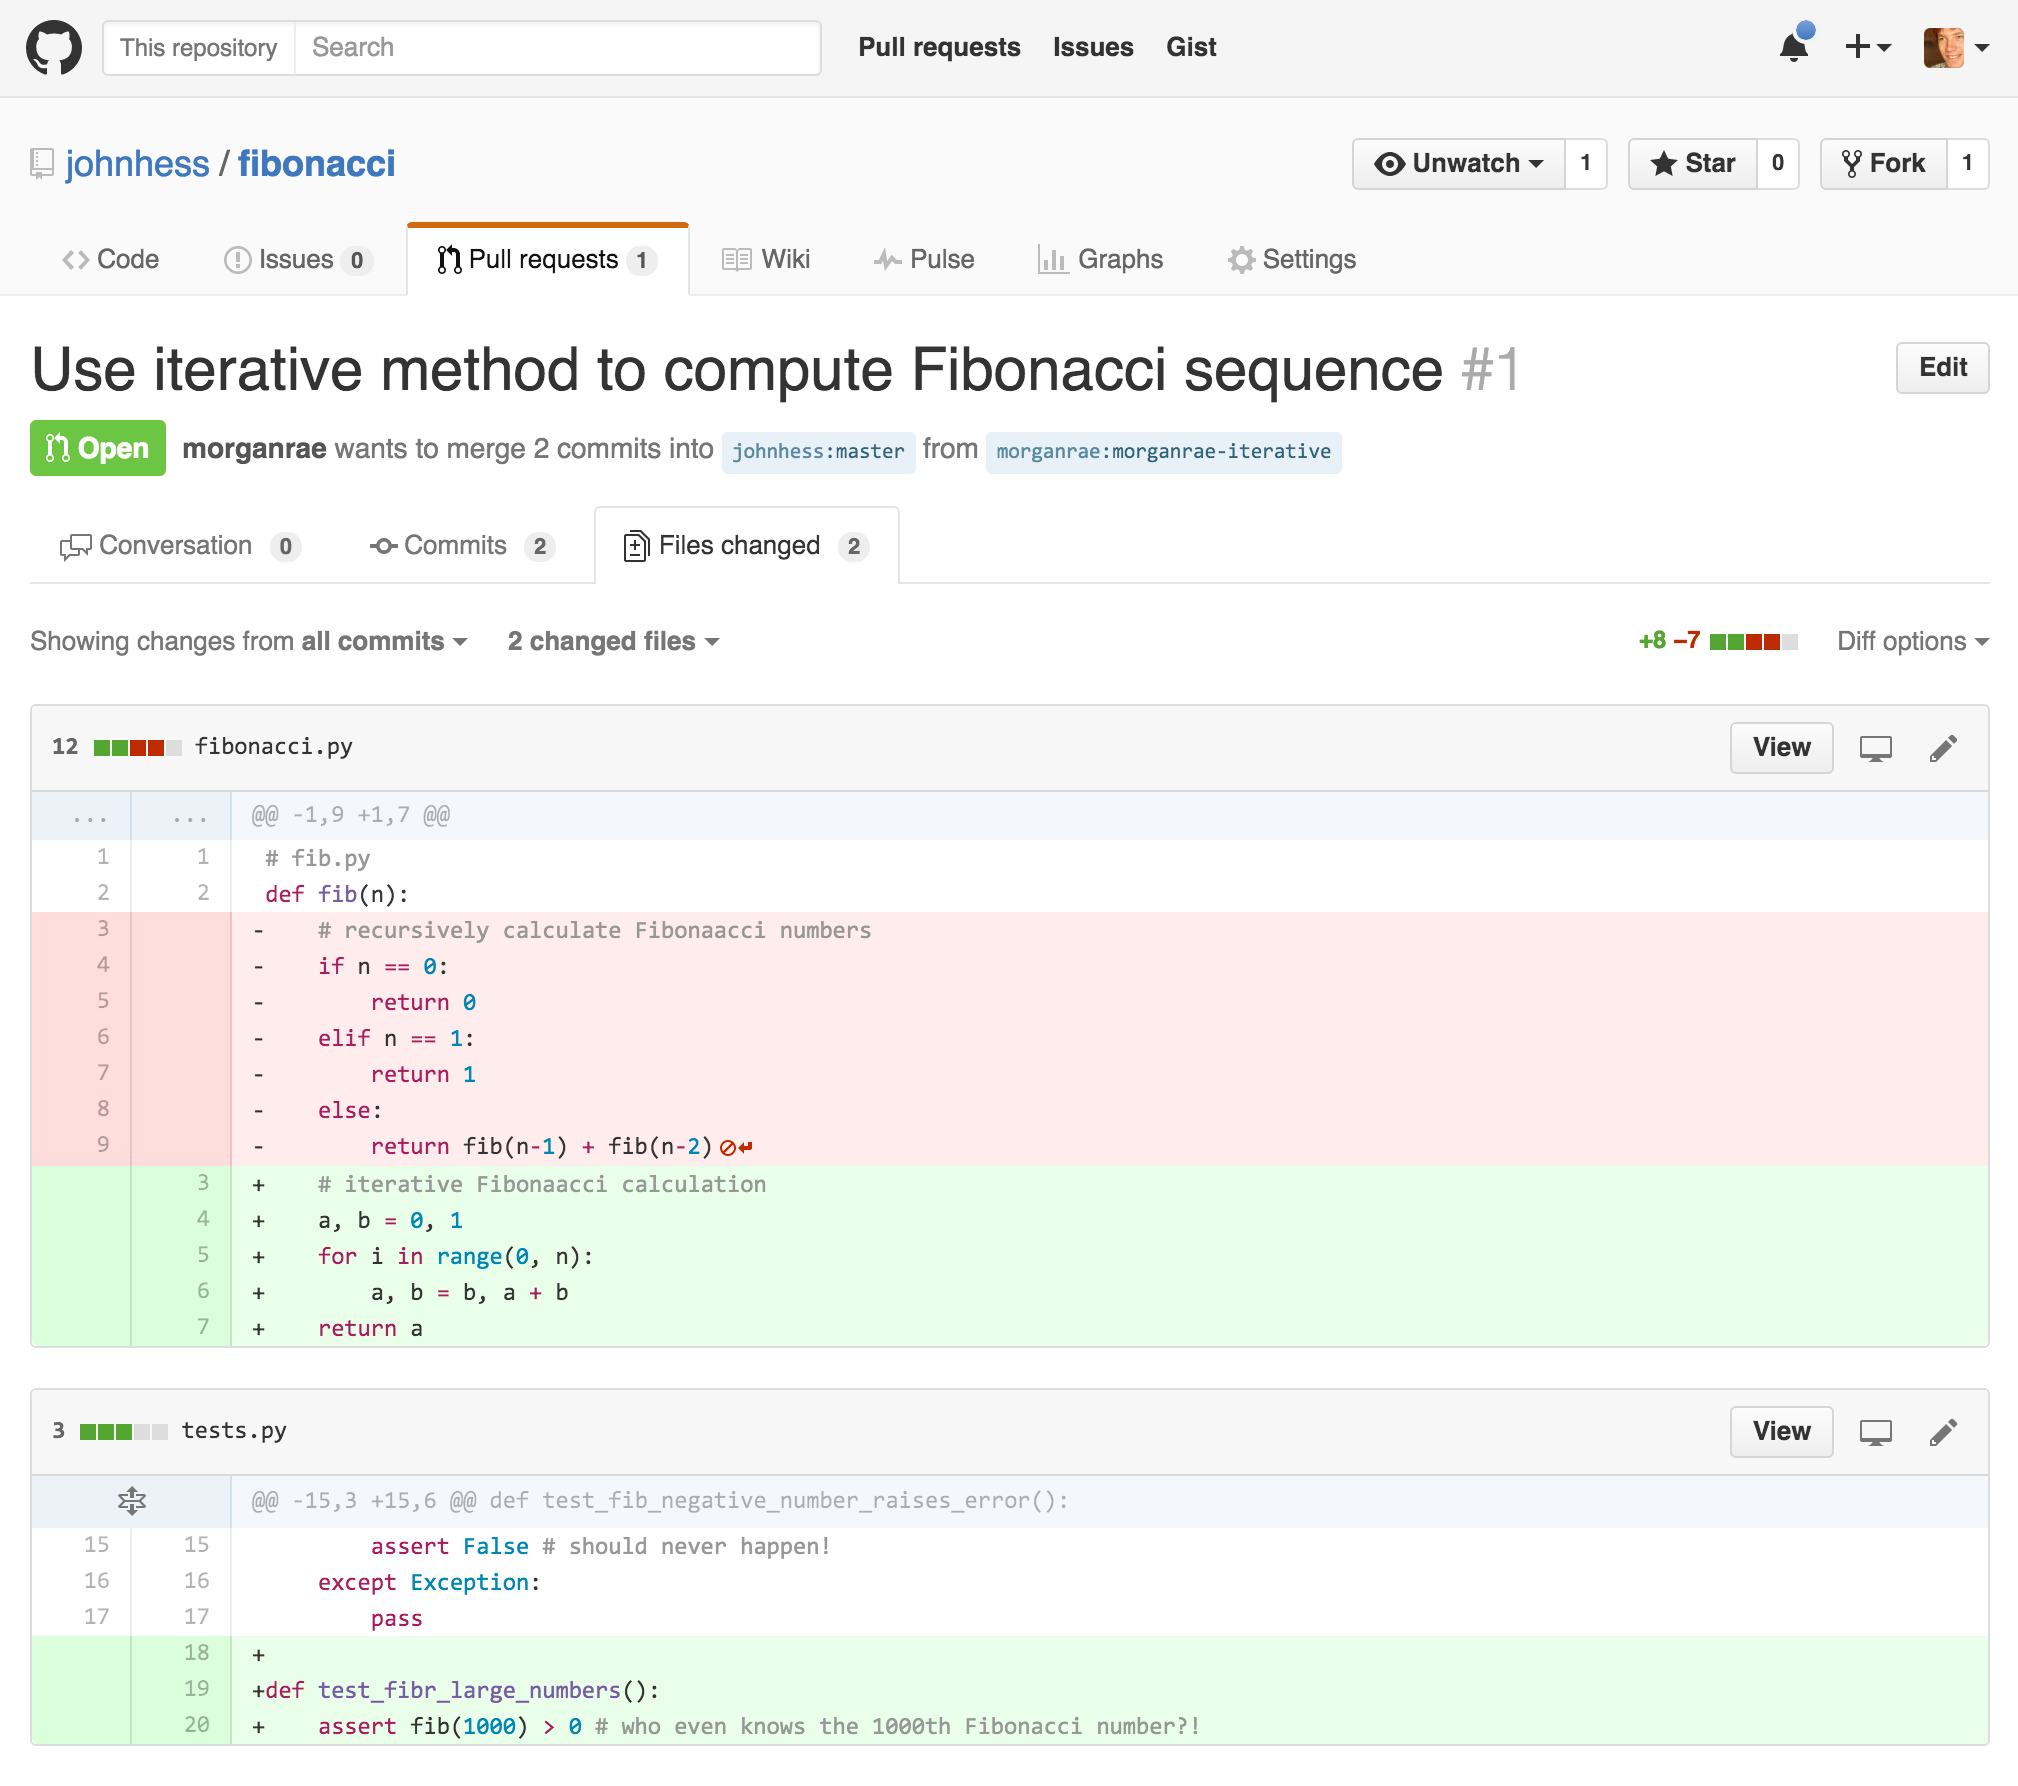 This repository Search Pull requests Issues Gist
johnhess / fibonacci Unwatch 1 Star 0 Fork 1
Code Issues 0 Pull requests 1 Wiki Pulse Graphs Settings
Use iterative method to compute Fibonacci sequence #1 Edit
Open morganrae wants to merge 2 commits into johnhess:master from morganrae:morganrae-iterative
Conversation 0 Commits 2 Files changed 2
Showing changes from all commits 2 changed files +8 −7 Diff options
12 fibonacci.py View
... ... @@ -1,9 +1,7 @@
1 1 # fib.py
2 2 def fib(n):
3 - # recursively calculate Fibonaacci numbers
4 - if n == 0:
5 - return 0
6 - elif n == 1:
7 - return 1
8 - else:
9 - return fib(n-1) + fib(n-2)
3 + # iterative Fibonaacci calculation
4 + a, b = 0, 1
5 + for i in range(0, n):
6 + a, b = b, a + b
7 + return a
3 tests.py View
@@ -15,3 +15,6 @@ def test_fib_negative_number_raises_error():
15 15 assert False # should never happen!
16 16 except Exception:
17 17 pass
18 +
19 +def test_fibr_large_numbers():
20 + assert fib(1000) > 0 # who even knows the 1000th Fibonacci number?!